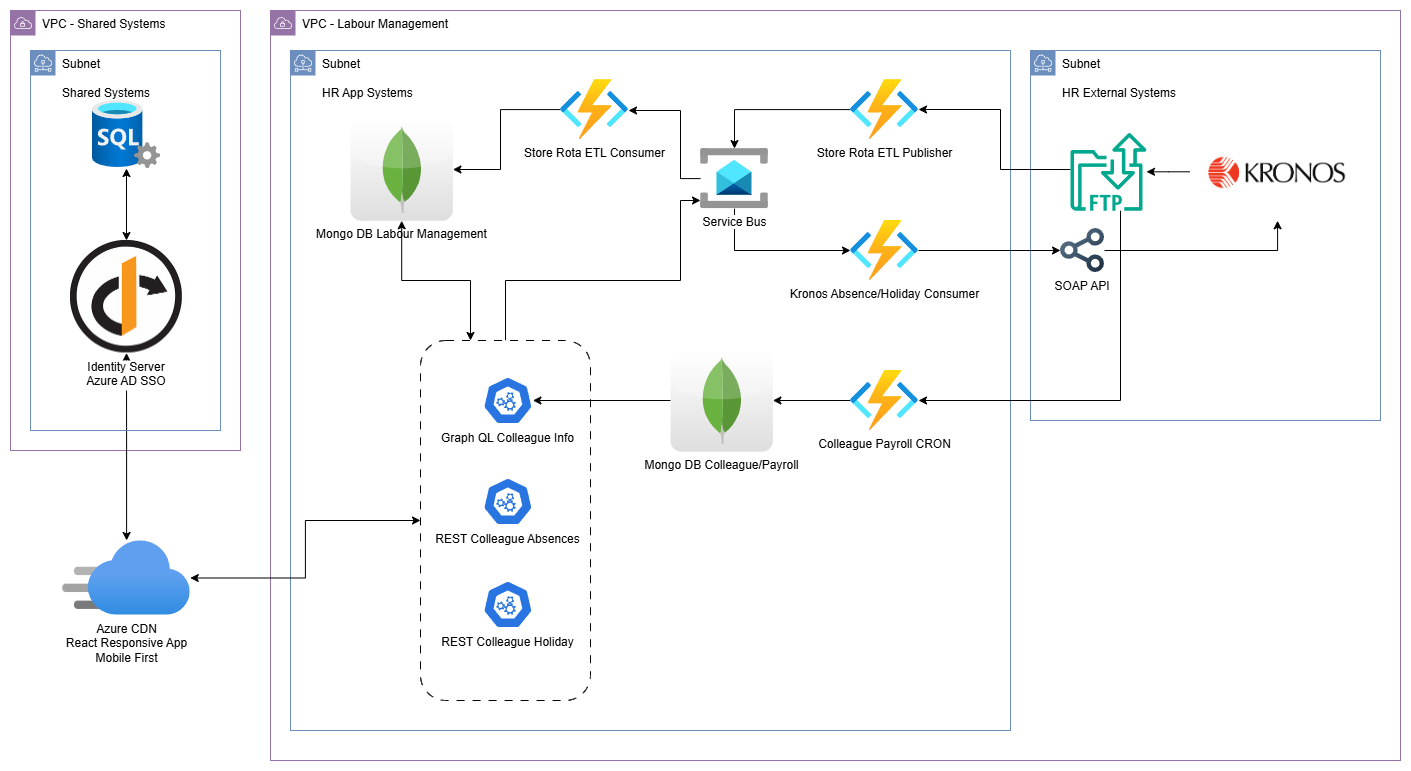 VPC - Shared Systems
Subnet
Shared Systems
SQL
Identity Server
Azure AD SSO
Azure CDN
React Responsive App
Mobile First
VPC - Labour Management
Subnet
HR App Systems
Store Rota ETL Consumer
Store Rota ETL Publisher
Mongo DB Labour Management
Service Bus
Kronos Absence/Holiday Consumer
Graph QL Colleague Info
Mongo DB Colleague/Payroll
Colleague Payroll CRON
REST Colleague Absences
REST Colleague Holiday
Subnet
HR External Systems
FTP
KRONOS
SOAP API